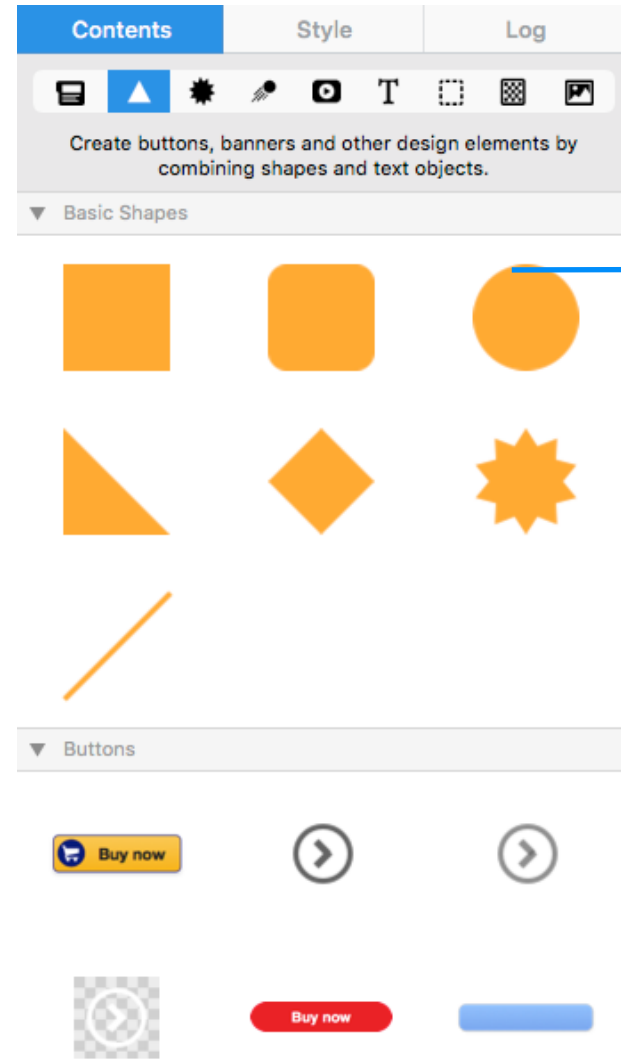 Contents Style Log
T
Create buttons, banners and other design elements by
combining shapes and text objects.
Basic Shapes
Buttons
Buy now
Buy now